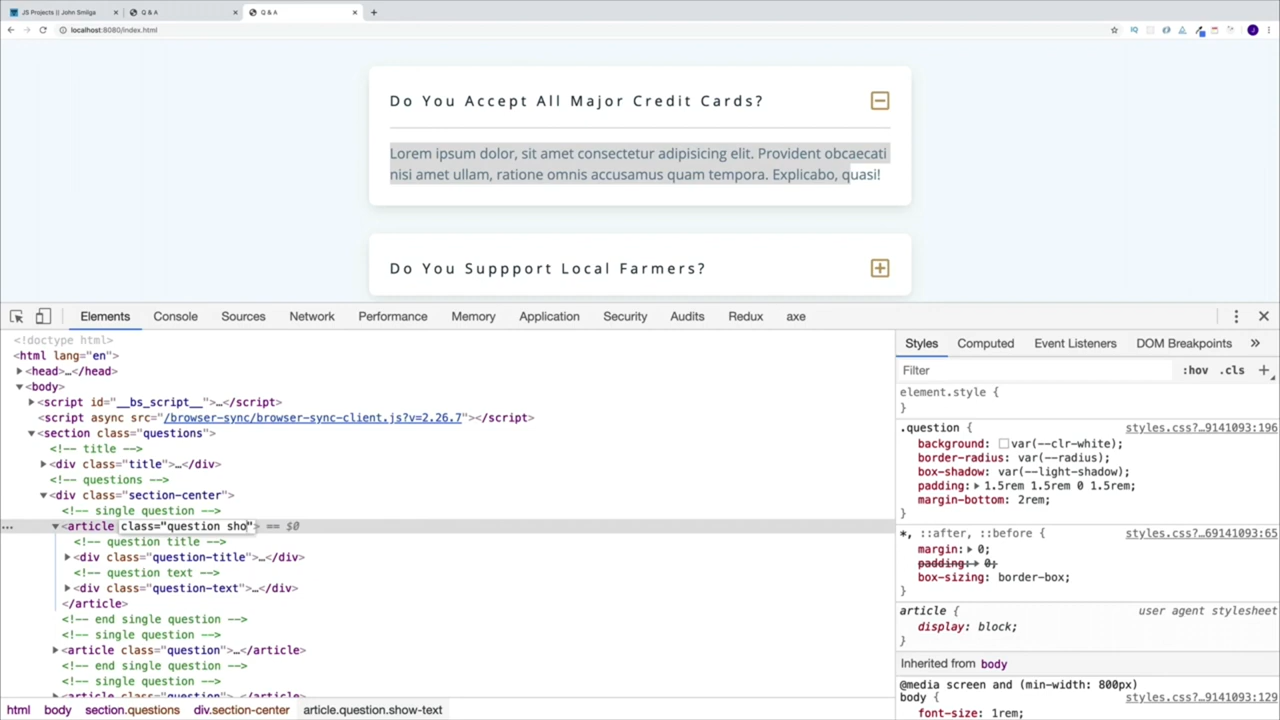 JS Projects || John Smilga
Q & A
Q & A
localhost:8080/index.html
Do You Accept All Major Credit Cards?
Lorem ipsum dolor, sit amet consectetur adipisicing elit. Provident obcaecati
nisi amet ullam, ratione omnis accusamus quam tempora. Explicabo, quasi!
Do You Suppport Local Farmers?
Elements Console Sources Network Performance Memory Application Security Audits Redux axe
<!doctype html>
<html lang="en">
<head>…</head>
<body>
<script id="__bs_script__">…</script>
<script async src="/browser-sync/browser-sync-client.js?v=2.26.7"></script>
<section class="questions">
<!-- title -->
<div class="title">…</div>
<!-- questions -->
<div class="section-center">
<!-- single question -->
<article class="question sho"> == $0
<!-- question title -->
<div class="question-title">…</div>
<!-- question text -->
<div class="question-text">…</div>
</article>
<!-- end single question -->
<!-- single question -->
<article class="question">…</article>
<!-- end single question -->
<!-- single question -->
<article class="question">…</article>
html body section.questions div.section-center article.question.show-text
Styles Computed Event Listeners DOM Breakpoints »
Filter :hov .cls +
element.style {
}
.question { styles.css?…9141093:196
background: var(--clr-white);
border-radius: var(--radius);
box-shadow: var(--light-shadow);
padding: 1.5rem 1.5rem 0 1.5rem;
margin-bottom: 2rem;
}
*, ::after, ::before { styles.css?…69141093:65
margin: 0;
padding: 0;
box-sizing: border-box;
}
article { user agent stylesheet
display: block;
}
Inherited from body
@media screen and (min-width: 800px)
body { styles.css?…9141093:129
font-size: 1rem;